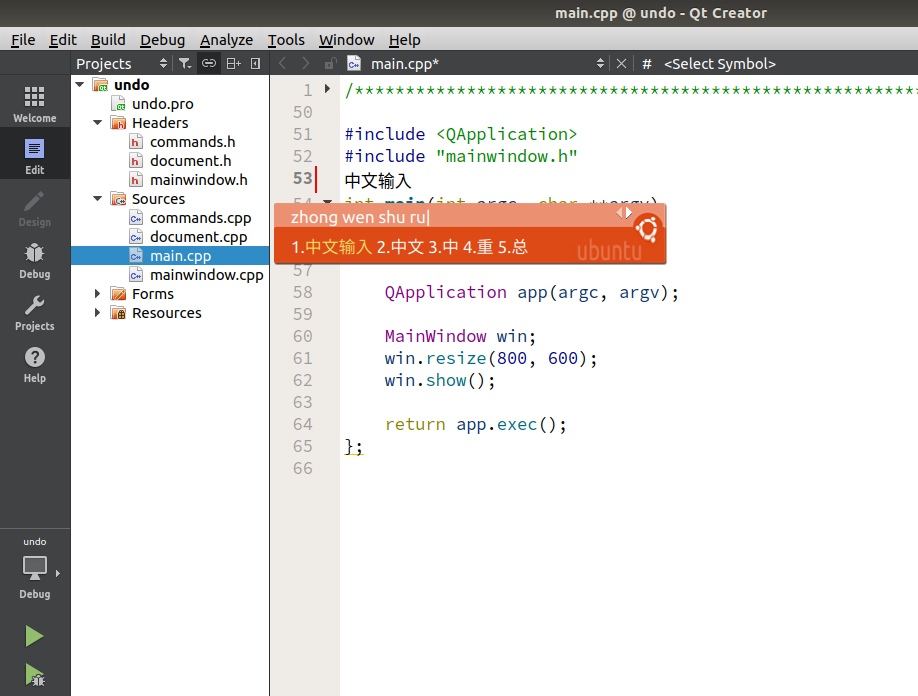 main.cpp @ undo - Qt Creator
File Edit Build Debug Analyze Tools Window Help
Projects
main.cpp*
# <Select Symbol>
Welcome
Edit
Design
Debug
Projects
Help
undo
Debug
undo
undo.pro
Headers
commands.h
document.h
mainwindow.h
Sources
commands.cpp
document.cpp
main.cpp
mainwindow.cpp
Forms
Resources
1 /********************************************************
50
51 #include <QApplication>
52 #include "mainwindow.h"
53 中文输入
54 int main(int argc, char **argv)
zhong wen shu ru
1.中文输入 2.中文 3.中 4.重 5.总
ubuntu
57
58 QApplication app(argc, argv);
59
60 MainWindow win;
61 win.resize(800, 600);
62 win.show();
63
64 return app.exec();
65 };
66